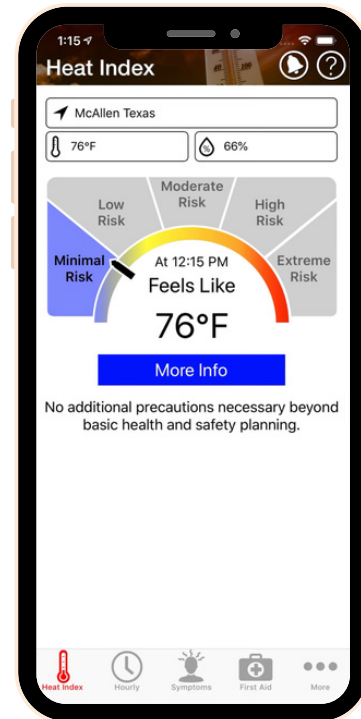 1:15
Heat Index
?
McAllen Texas
76°F
% 66%
Low
Risk
Moderate
Risk
High
Risk
Minimal
Risk
Extreme
Risk
At 12:15 PM
Feels Like
76°F
More Info
No additional precautions necessary beyond
basic health and safety planning.
Heat Index
Hourly
Symptoms
First Aid
More